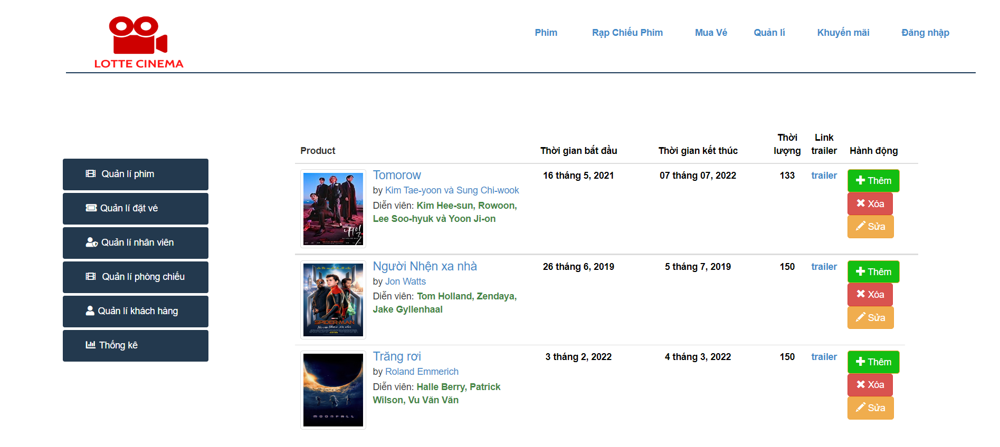 LOTTE CINEMA
Phim Rạp Chiếu Phim Mua Vé Quản lí Khuyến mãi Đăng nhập
Quản lí phim
Quản lí đặt vé
Quản lí nhân viên
Quản lí phòng chiếu
Quản lí khách hàng
Thống kê
Product Thời gian bắt đầu Thời gian kết thúc Thời lượng Link trailer Hành động
Tomorow 16 tháng 5, 2021 07 tháng 07, 2022 133 trailer
by Kim Tae-yoon và Sung Chi-wook
Diễn viên: Kim Hee-sun, Rowoon,
Lee Soo-hyuk và Yoon Ji-on
내일
Thêm
Xóa
Sửa
Người Nhện xa nhà 26 tháng 6, 2019 5 tháng 7, 2019 150 trailer
by Jon Watts
Diễn viên: Tom Holland, Zendaya,
Jake Gyllenhaal
SPIDER-MAN
NGƯỜI NHỆN XA NHÀ
Thêm
Xóa
Sửa
Trăng rơi 3 tháng 2, 2022 4 tháng 3, 2022 150 trailer
by Roland Emmerich
Diễn viên: Halle Berry, Patrick
Wilson, Vu Văn Văn
MOONFALL
Thêm
Xóa
Sửa